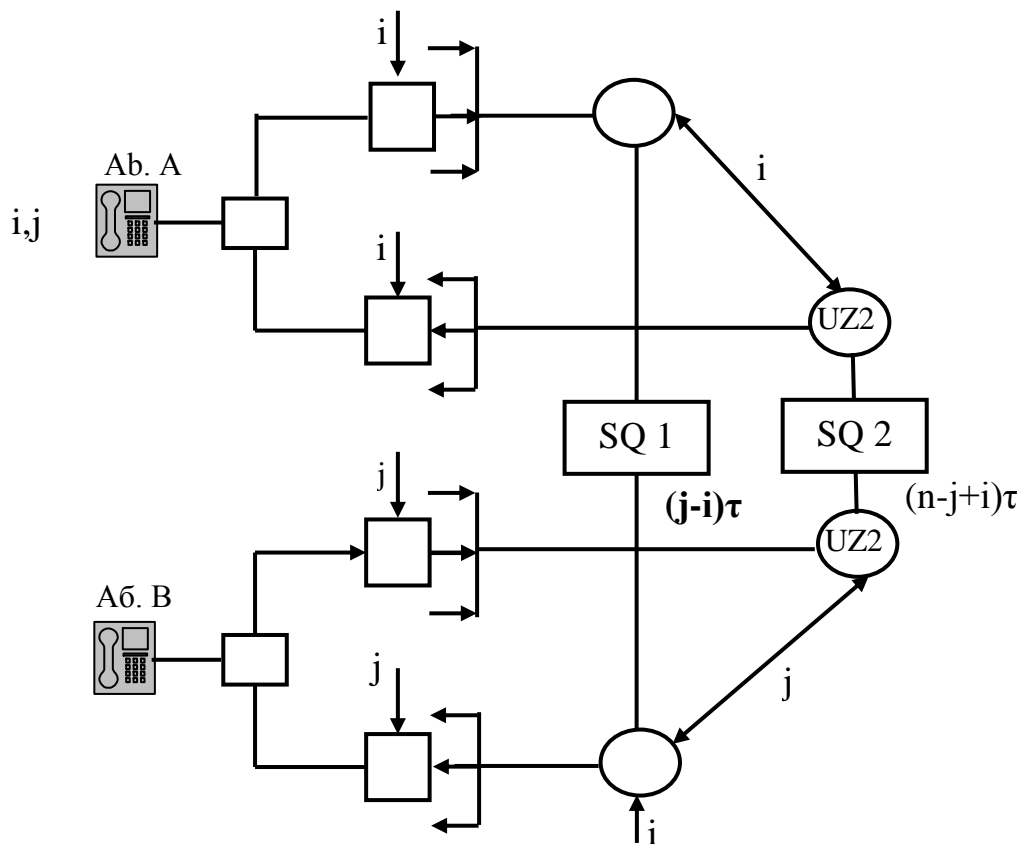 i
Ab. A
i
i,j
i
UZ2
SQ 1
SQ 2
j
(j-i)τ
(n-j+i)τ
UZ2
Аб. В
j
j
i